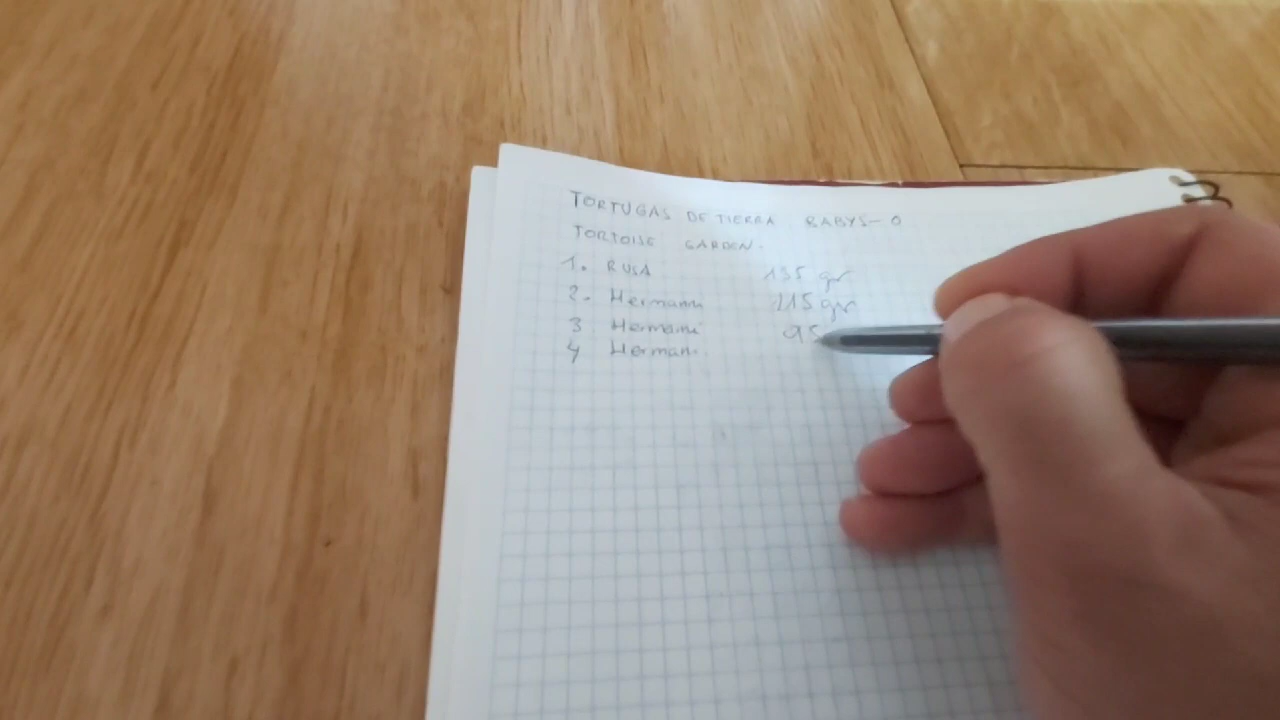 TORTUGAS DE TIERRA BABYS-0
TORTOISE GARDEN.
1. RUSA 135 gr
2. Hermann 115 gr
3 Hermann 95
4 Herman.